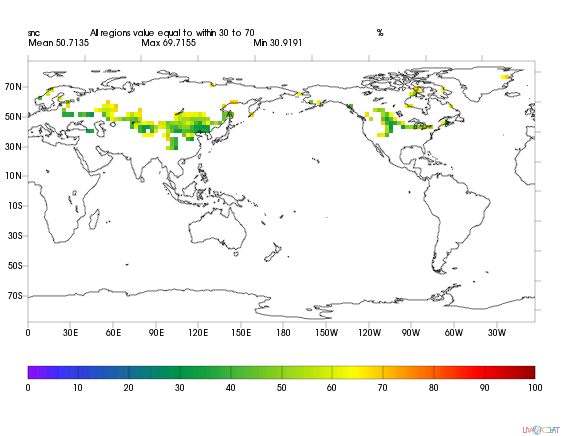 snc All regions value equal to within 30 to 70 %
Mean 50.7135 Max 69.7155 Min 30.9191
70N
50N
30N
10N
10S
30S
50S
70S
0 30E 60E 90E 120E 150E 180 150W 120W 90W 60W 30W
0 10 20 30 40 50 60 70 80 90 100